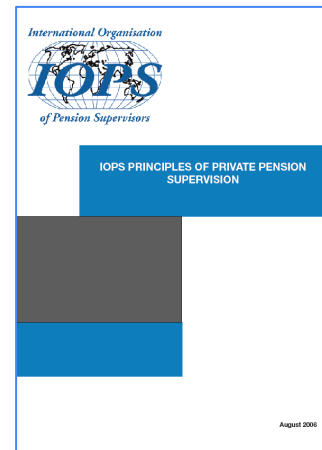 International Organisation
IOPS
of Pension Supervisors
IOPS PRINCIPLES OF PRIVATE PENSION
SUPERVISION
August 2006